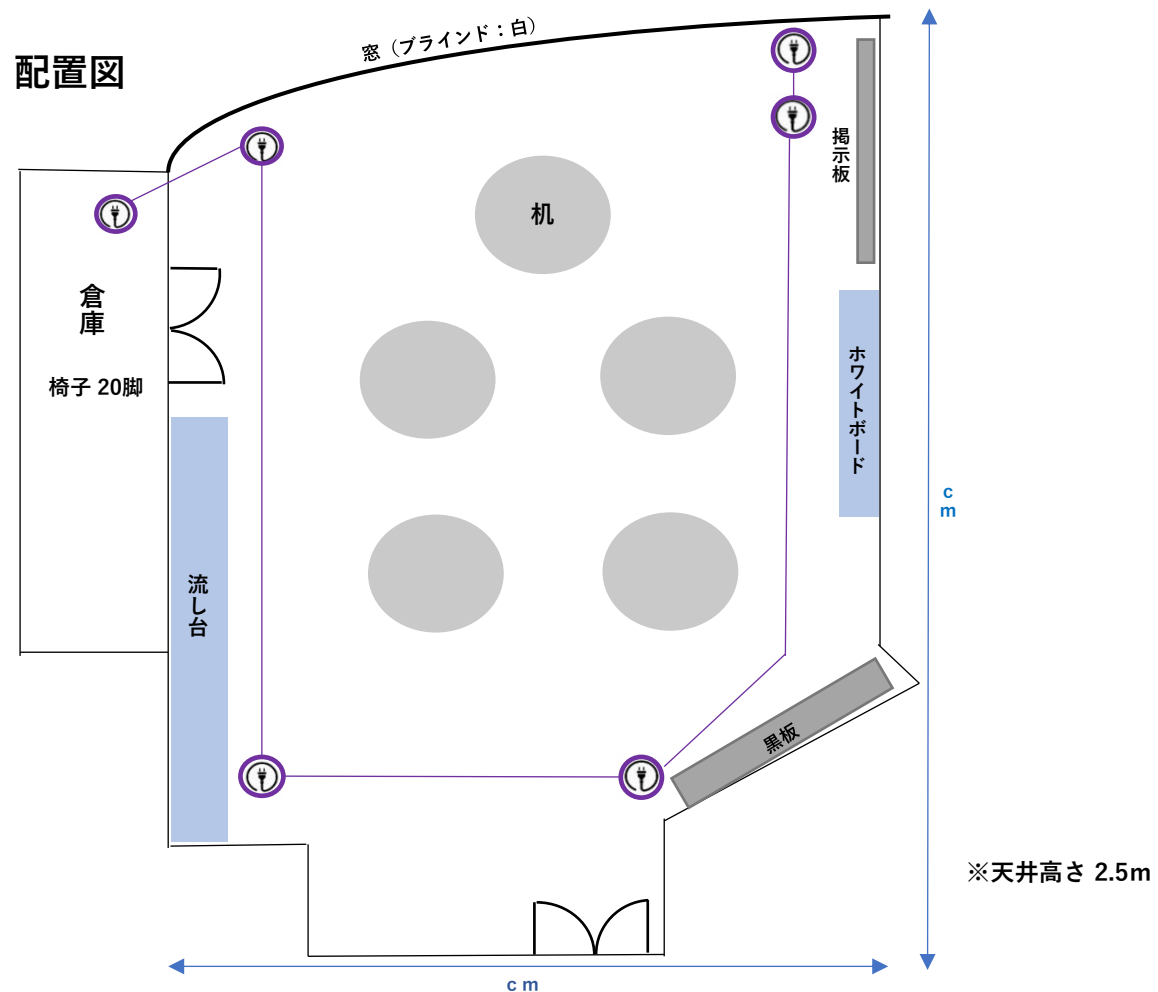 配置図
窓（ブラインド：白）
掲示板
机
倉庫
椅子 20脚
ホワイトボード
cm
流し台
黒板
※天井高さ 2.5m
cm